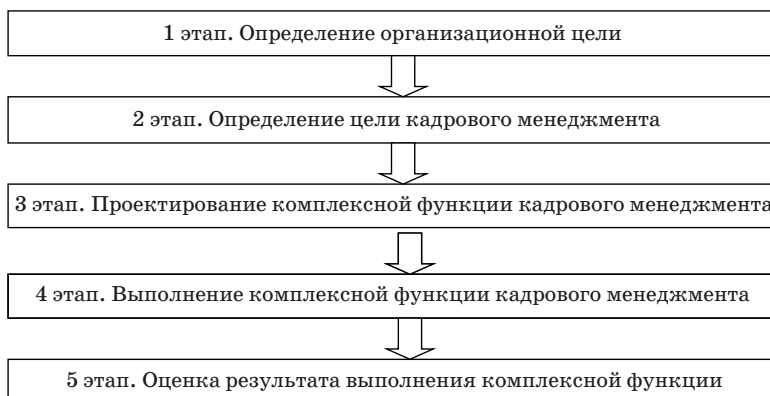 1 этап. Определение организационной цели
2 этап. Определение цели кадрового менеджмента
3 этап. Проектирование комплексной функции кадрового менеджмента
4 этап. Выполнение комплексной функции кадрового менеджмента
5 этап. Оценка результата выполнения комплексной функции